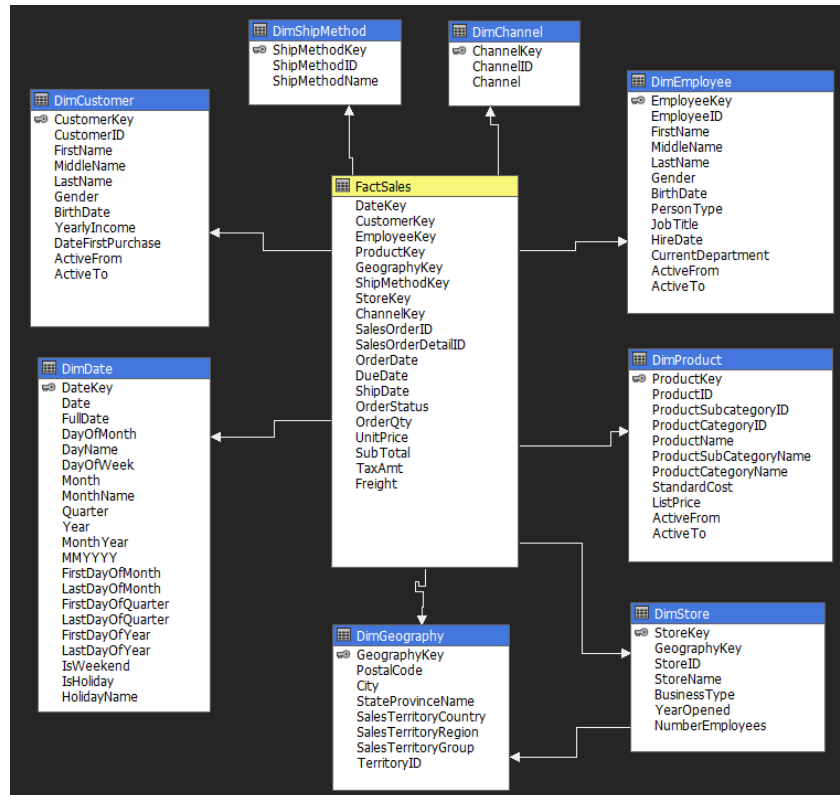 DimShipMethod
ShipMethodKey
ShipMethodID
ShipMethodName
DimChannel
ChannelKey
ChannelID
Channel
DimCustomer
CustomerKey
CustomerID
FirstName
MiddleName
LastName
Gender
BirthDate
YearlyIncome
DateFirstPurchase
ActiveFrom
ActiveTo
FactSales
DateKey
CustomerKey
EmployeeKey
ProductKey
GeographyKey
ShipMethodKey
StoreKey
ChannelKey
SalesOrderID
SalesOrderDetailID
OrderDate
DueDate
ShipDate
OrderStatus
OrderQty
UnitPrice
SubTotal
TaxAmt
Freight
DimEmployee
EmployeeKey
EmployeeID
FirstName
MiddleName
LastName
Gender
BirthDate
PersonType
JobTitle
HireDate
CurrentDepartment
ActiveFrom
ActiveTo
DimDate
DateKey
Date
FullDate
DayOfMonth
DayName
DayOfWeek
Month
MonthName
Quarter
Year
MonthYear
MMYYYY
FirstDayOfMonth
LastDayOfMonth
FirstDayOfQuarter
LastDayOfQuarter
FirstDayOfYear
LastDayOfYear
IsWeekend
IsHoliday
HolidayName
DimProduct
ProductKey
ProductID
ProductSubcategoryID
ProductCategoryID
ProductName
ProductSubCategoryName
ProductCategoryName
StandardCost
ListPrice
ActiveFrom
ActiveTo
DimGeography
GeographyKey
PostalCode
City
StateProvinceName
SalesTerritoryCountry
SalesTerritoryRegion
SalesTerritoryGroup
TerritoryID
DimStore
StoreKey
GeographyKey
StoreID
StoreName
BusinessType
YearOpened
NumberEmployees